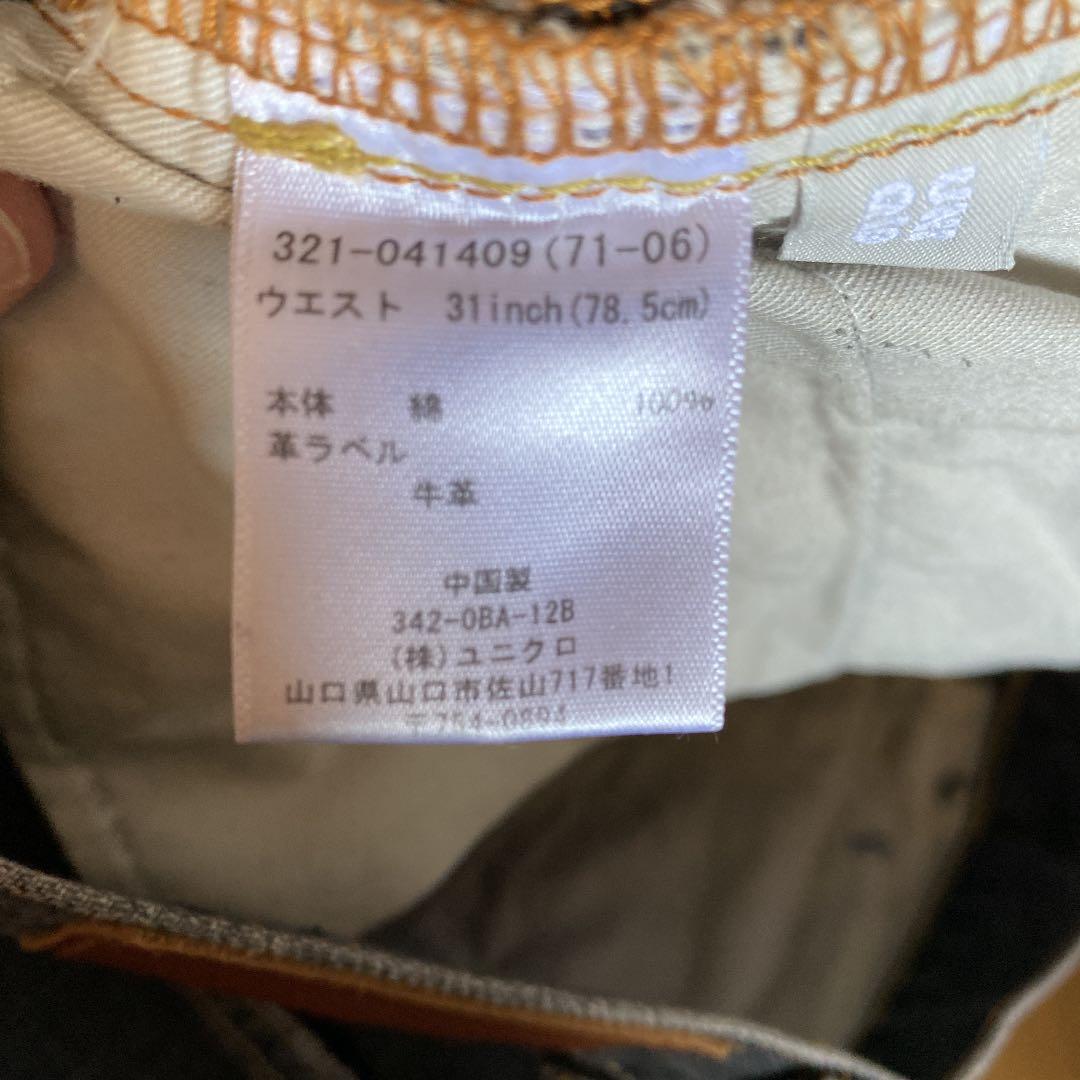 321-041409(71-06)
ウエスト 31inch(78.5cm)
本体 綿 100%
革ラベル
牛革
中国製
342-0BA-12B
(株)ユニクロ
山口県山口市佐山717番地1
〒754-0894